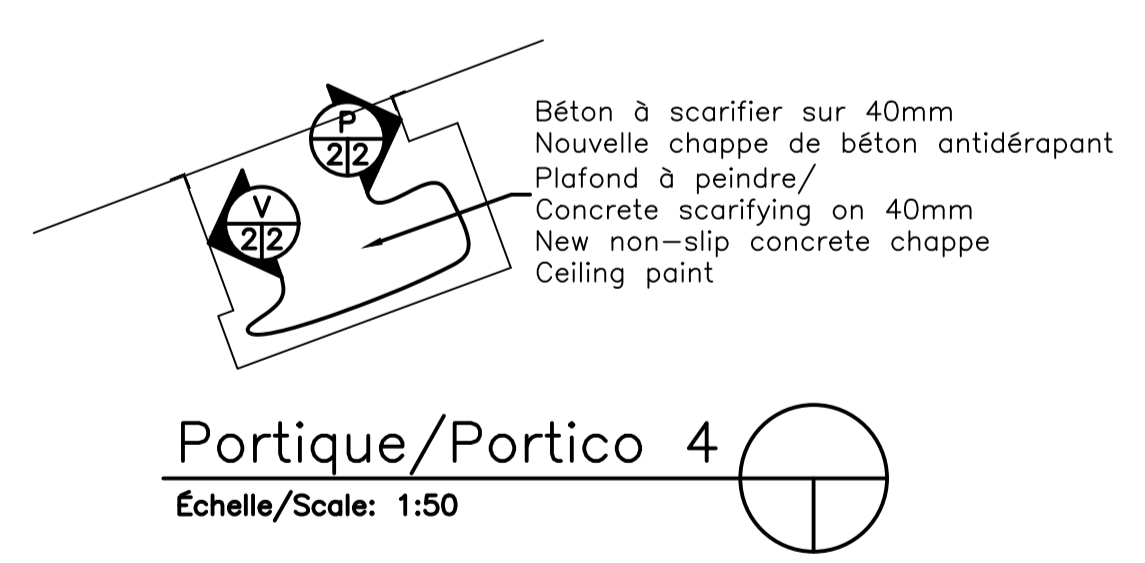 P
2|2
V
2|2
Béton à scarifier sur 40mm
Nouvelle chappe de béton antidérapant
Plafond à peindre/
Concrete scarifying on 40mm
New non-slip concrete chappe
Ceiling paint
Portique/Portico 4
Échelle/Scale: 1:50